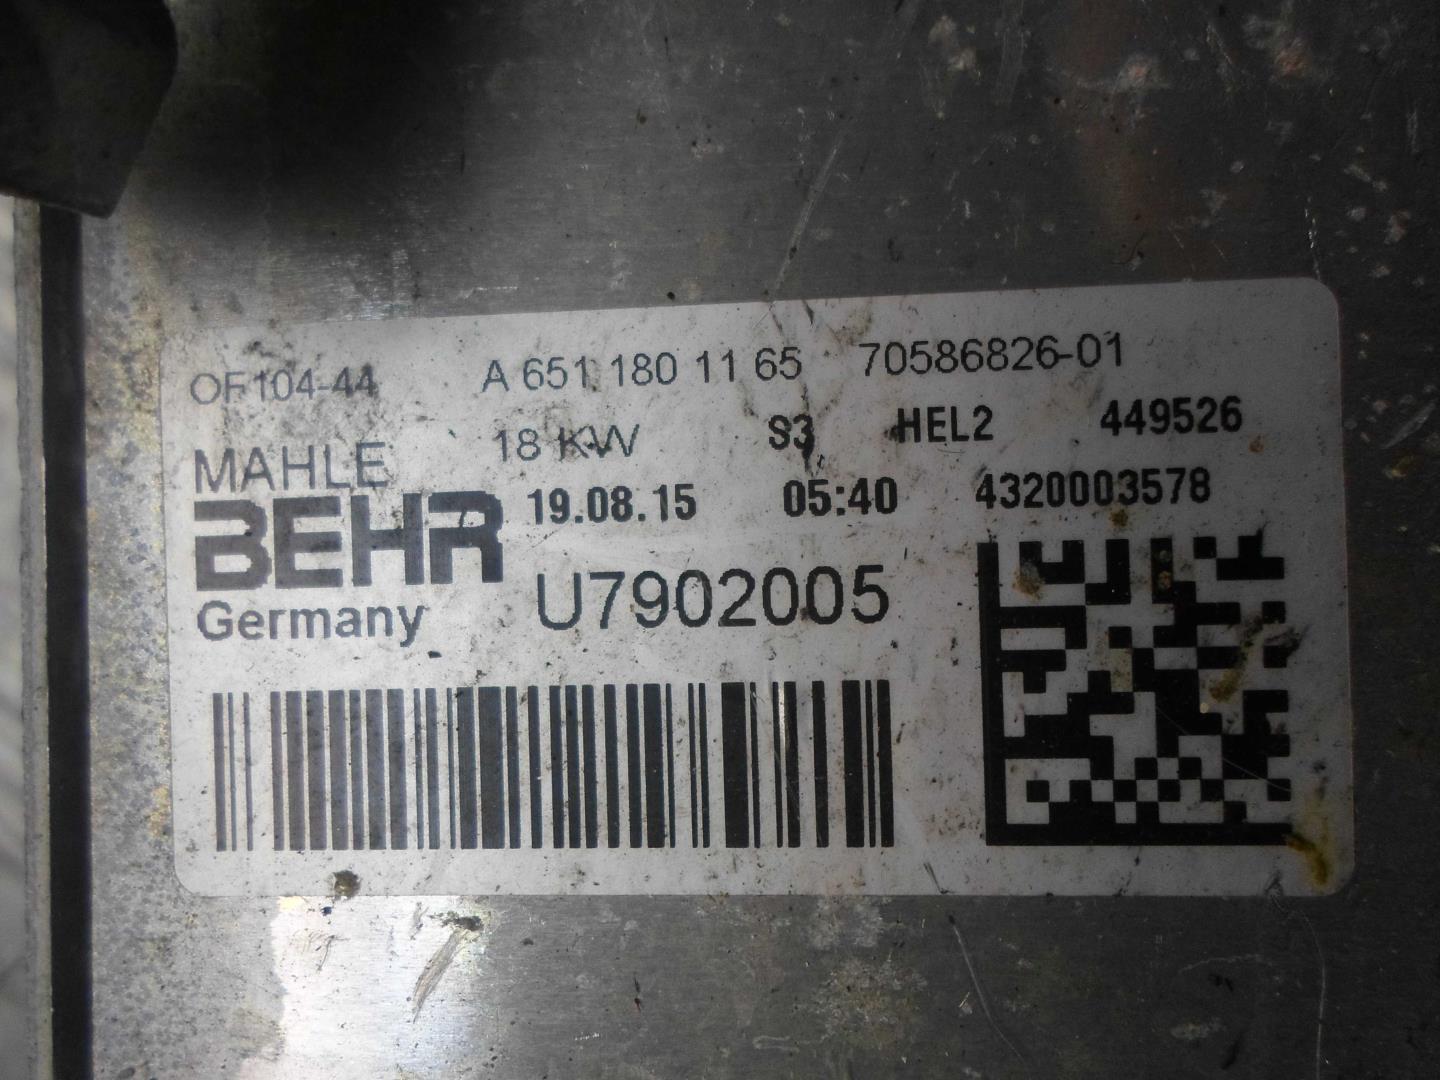 OF104-44 A 651 180 11 65 70586826-01
MAHLE 18 KW S3 HEL2 449526
BEHR 19.08.15 05:40 4320003578
Germany U7902005